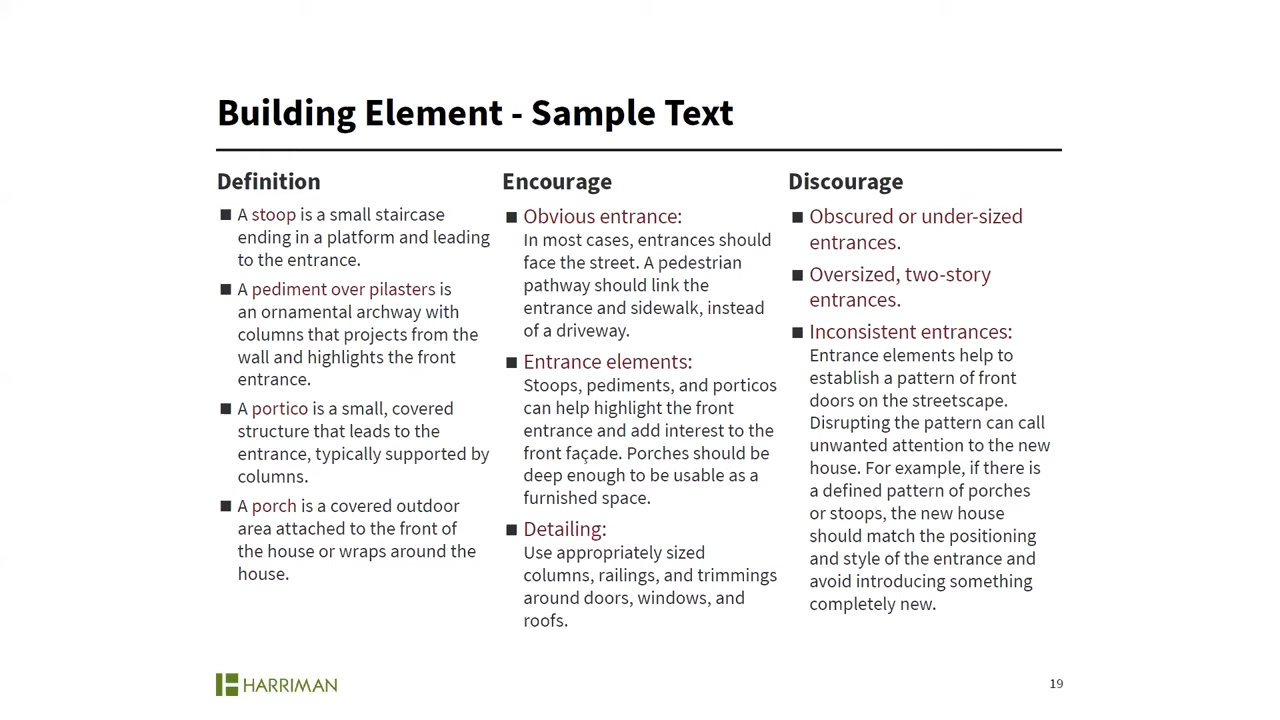 Building Element - Sample Text
Definition
■ A stoop is a small staircase
ending in a platform and leading
to the entrance.
■ A pediment over pilasters is
an ornamental archway with
columns that projects from the
wall and highlights the front
entrance.
■ A portico is a small, covered
structure that leads to the
entrance, typically supported by
columns.
■ A porch is a covered outdoor
area attached to the front of
the house or wraps around the
house.
Encourage
■ Obvious entrance:
In most cases, entrances should
face the street. A pedestrian
pathway should link the
entrance and sidewalk, instead
of a driveway.
■ Entrance elements:
Stoops, pediments, and porticos
can help highlight the front
entrance and add interest to the
front façade. Porches should be
deep enough to be usable as a
furnished space.
■ Detailing:
Use appropriately sized
columns, railings, and trimmings
around doors, windows, and
roofs.
Discourage
■ Obscured or under-sized
entrances.
■ Oversized, two-story
entrances.
■ Inconsistent entrances:
Entrance elements help to
establish a pattern of front
doors on the streetscape.
Disrupting the pattern can call
unwanted attention to the new
house. For example, if there is
a defined pattern of porches
or stoops, the new house
should match the positioning
and style of the entrance and
avoid introducing something
completely new.
HARRIMAN
19